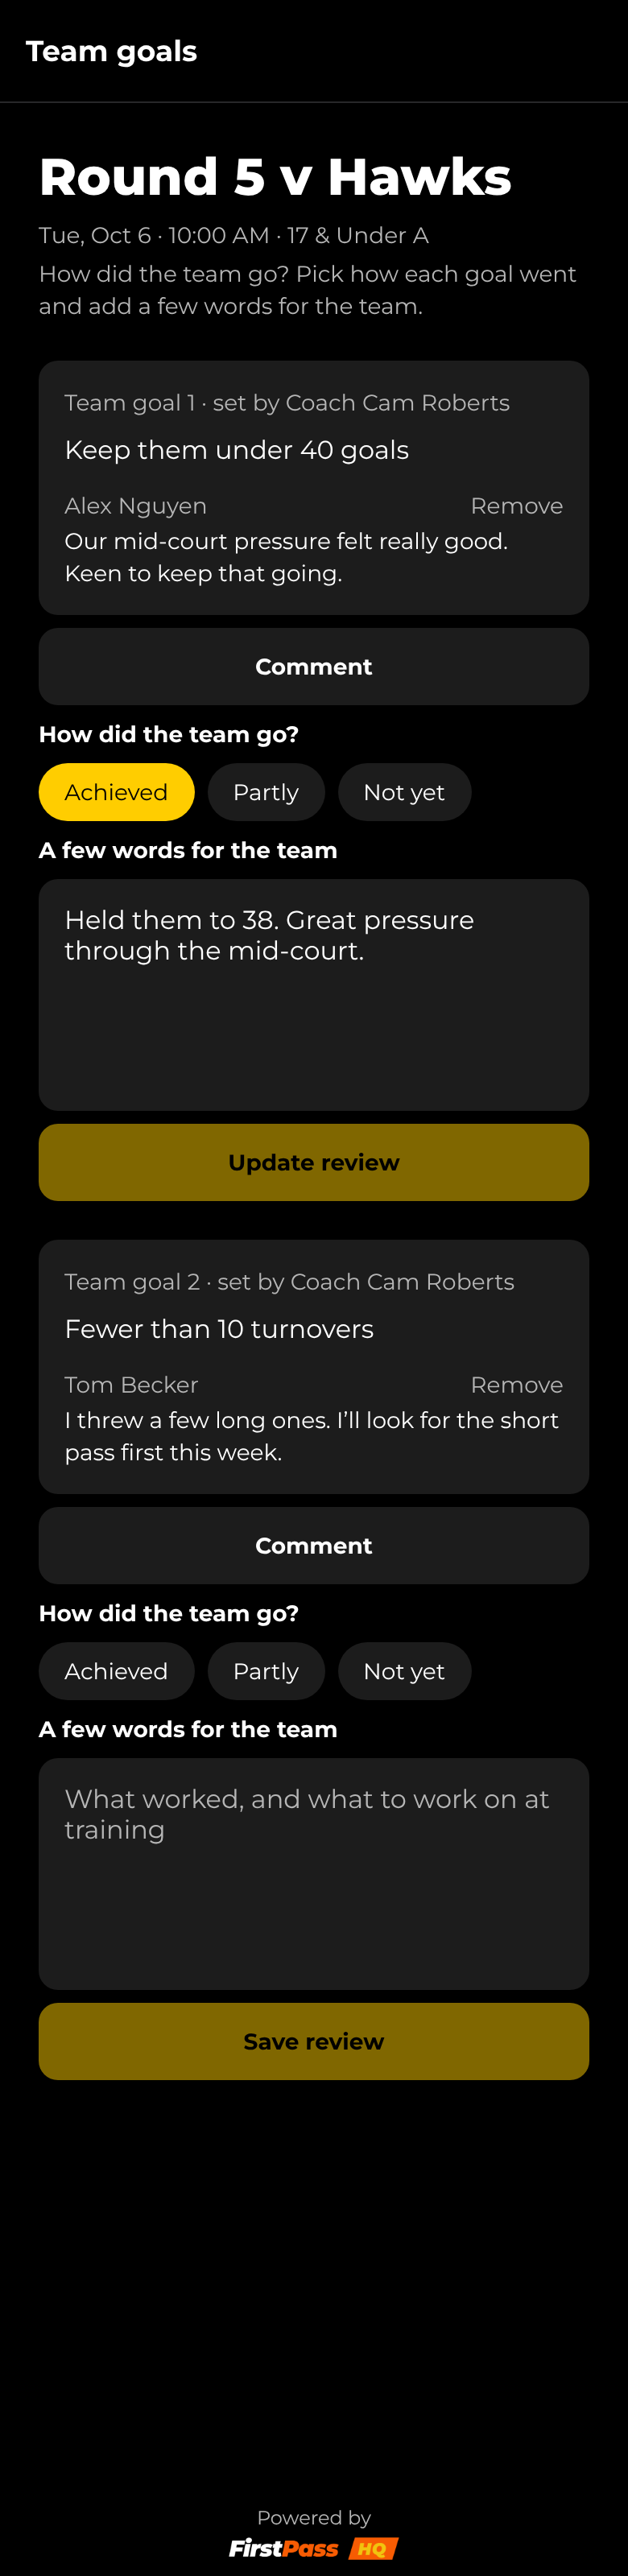 Team goals
Round 5 v Hawks
Tue, Oct 6 · 10:00 AM · 17 & Under A
How did the team go? Pick how each goal went
and add a few words for the team.
Team goal 1 · set by Coach Cam Roberts
Keep them under 40 goals
Alex Nguyen Remove
Our mid-court pressure felt really good.
Keen to keep that going.
Comment
How did the team go?
Achieved Partly Not yet
A few words for the team
Held them to 38. Great pressure
through the mid-court.
Update review
Team goal 2 · set by Coach Cam Roberts
Fewer than 10 turnovers
Tom Becker Remove
I threw a few long ones. I’ll look for the short
pass first this week.
Comment
How did the team go?
Achieved Partly Not yet
A few words for the team
What worked, and what to work on at
training
Save review
Powered by
FirstPass HQ